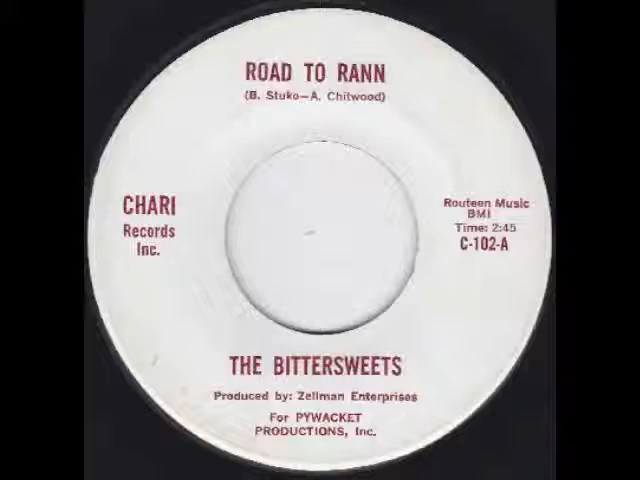 ROAD TO RANN
(B. Stuko—A. Chitwood)
CHARI
Records
Inc.
Routeen Music
BMI
Time: 2:45
C-102-A
THE BITTERSWEETS
Produced by: Zellman Enterprises
For PYWACKET
PRODUCTIONS, Inc.